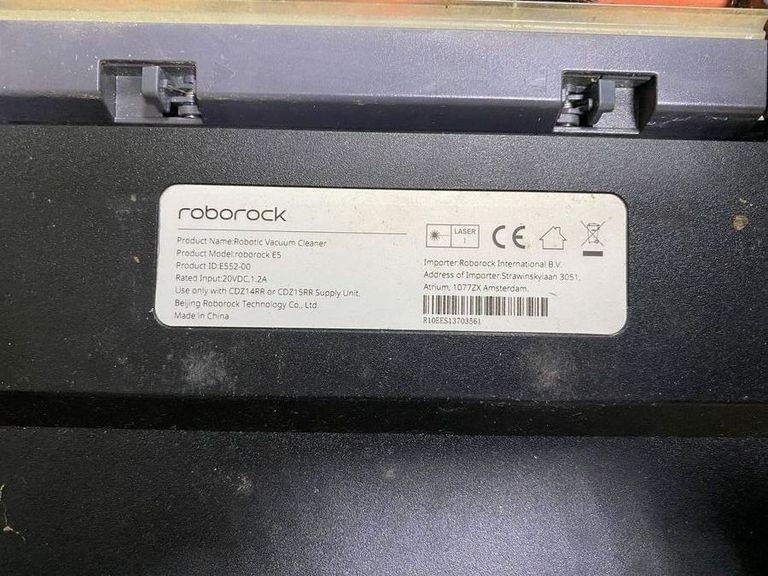 roborock
Product Name:Robotic Vacuum Cleaner
Product Model:roborock E5
Product ID:E552-00
Rated Input:20VDC,1.2A
Use only with CDZ14RR or CDZ15RR Supply Unit.
Beijing Roborock Technology Co., Ltd
Made in China
LASER
1
CE
Importer:Roborock International B.V.
Address of Importer:Strawinskylaan 3051,
Atrium, 1077ZX Amsterdam.
R10EES13703561